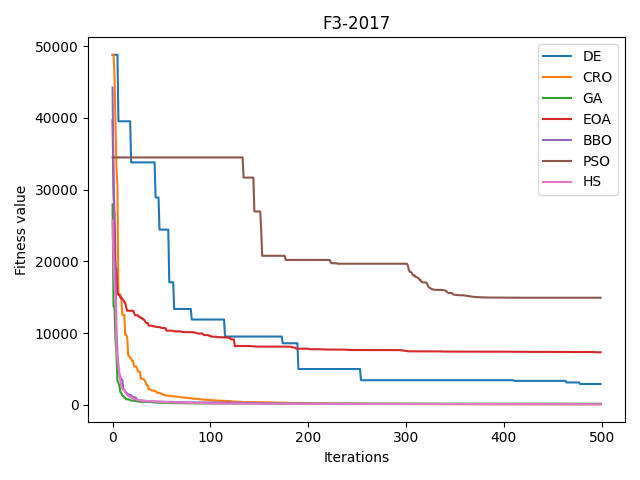 F3-2017
Fitness value
50000
40000
30000
20000
10000
0
0
100
200
300
400
500
Iterations
DE
CRO
GA
EOA
BBO
PSO
HS